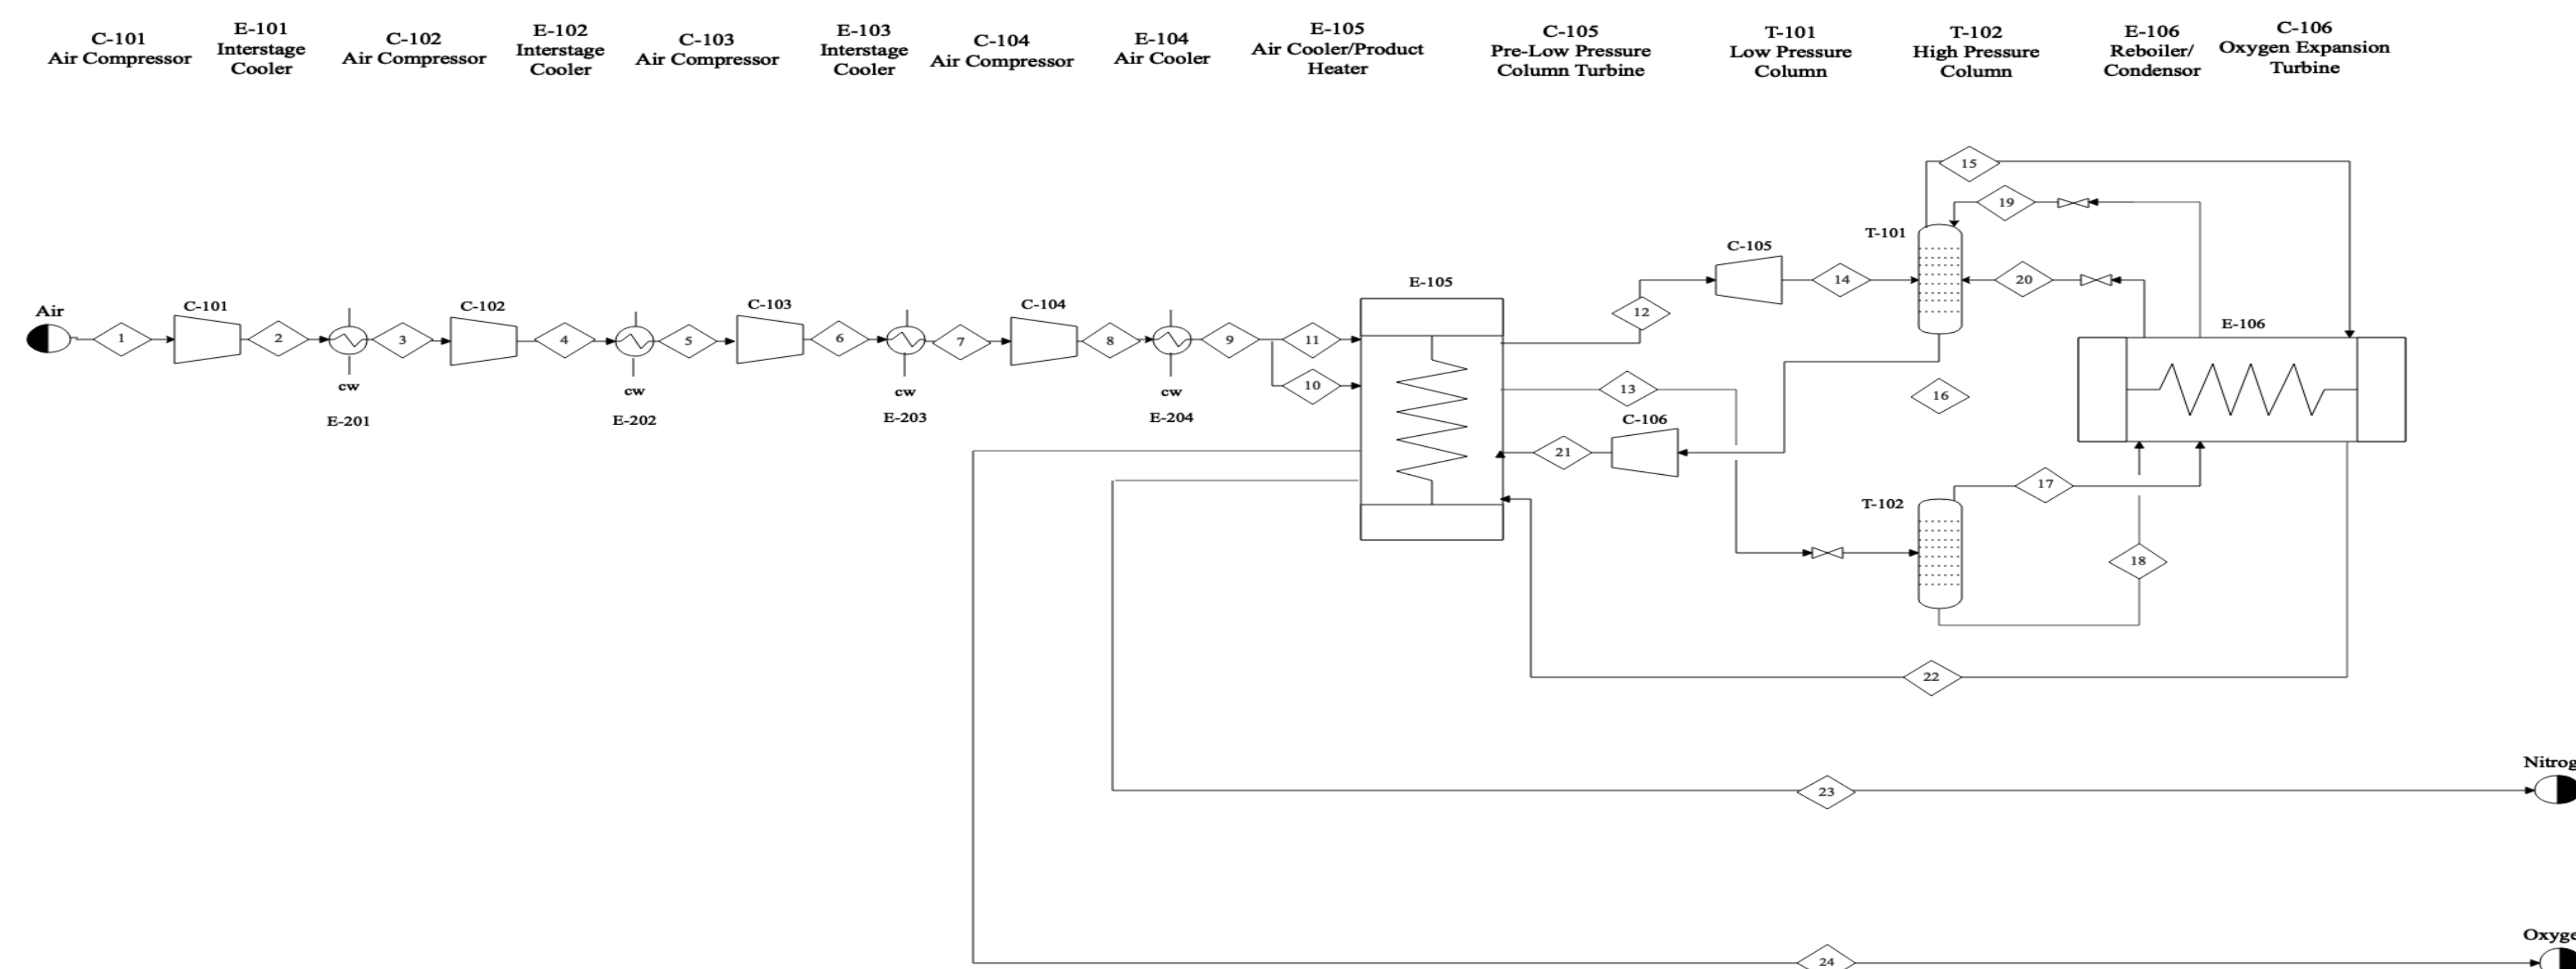 C-101
Air Compressor
E-101
Interstage
Cooler
C-102
Air Compressor
E-102
Interstage
Cooler
C-103
Air Compressor
E-103
Interstage
Cooler
C-104
Air Compressor
E-104
Air Cooler
E-105
Air Cooler/Product
Heater
C-105
Pre-Low Pressure
Column Turbine
T-101
Low Pressure
Column
T-102
High Pressure
Column
E-106
Reboiler/
Condensor
C-106
Oxygen Expansion
Turbine
15
19
T-101
C-105
14
20
E-105
12
E-106
Air
C-101
C-102
C-103
C-104
1
2
3
4
5
6
7
8
9
11
10
13
16
cw
cw
cw
cw
E-201
E-202
E-203
E-204
C-106
21
17
T-102
18
22
Nitrog
23
Oxyge
24